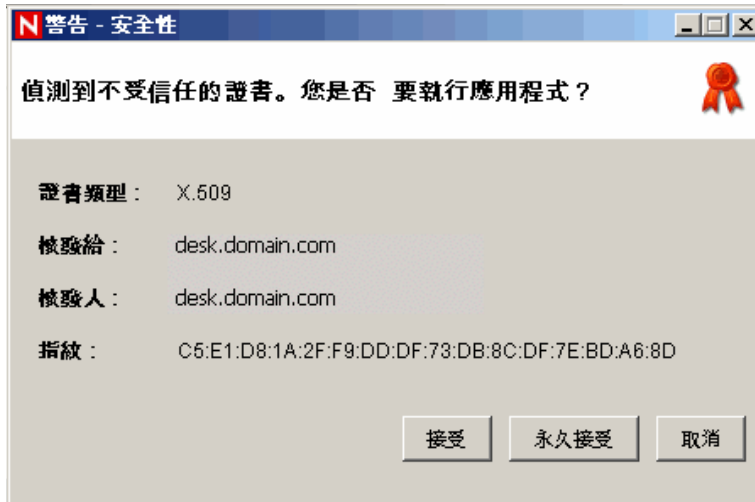 N 警告 - 安全性
偵測到不受信任的證書。您是否 要執行應用程式？
證書類型： X.509
核發給： desk.domain.com
核發人： desk.domain.com
指紋： C5:E1:D8:1A:2F:F9:DD:DF:73:DB:8C:DF:7E:BD:A6:8D
接受 永久接受 取消